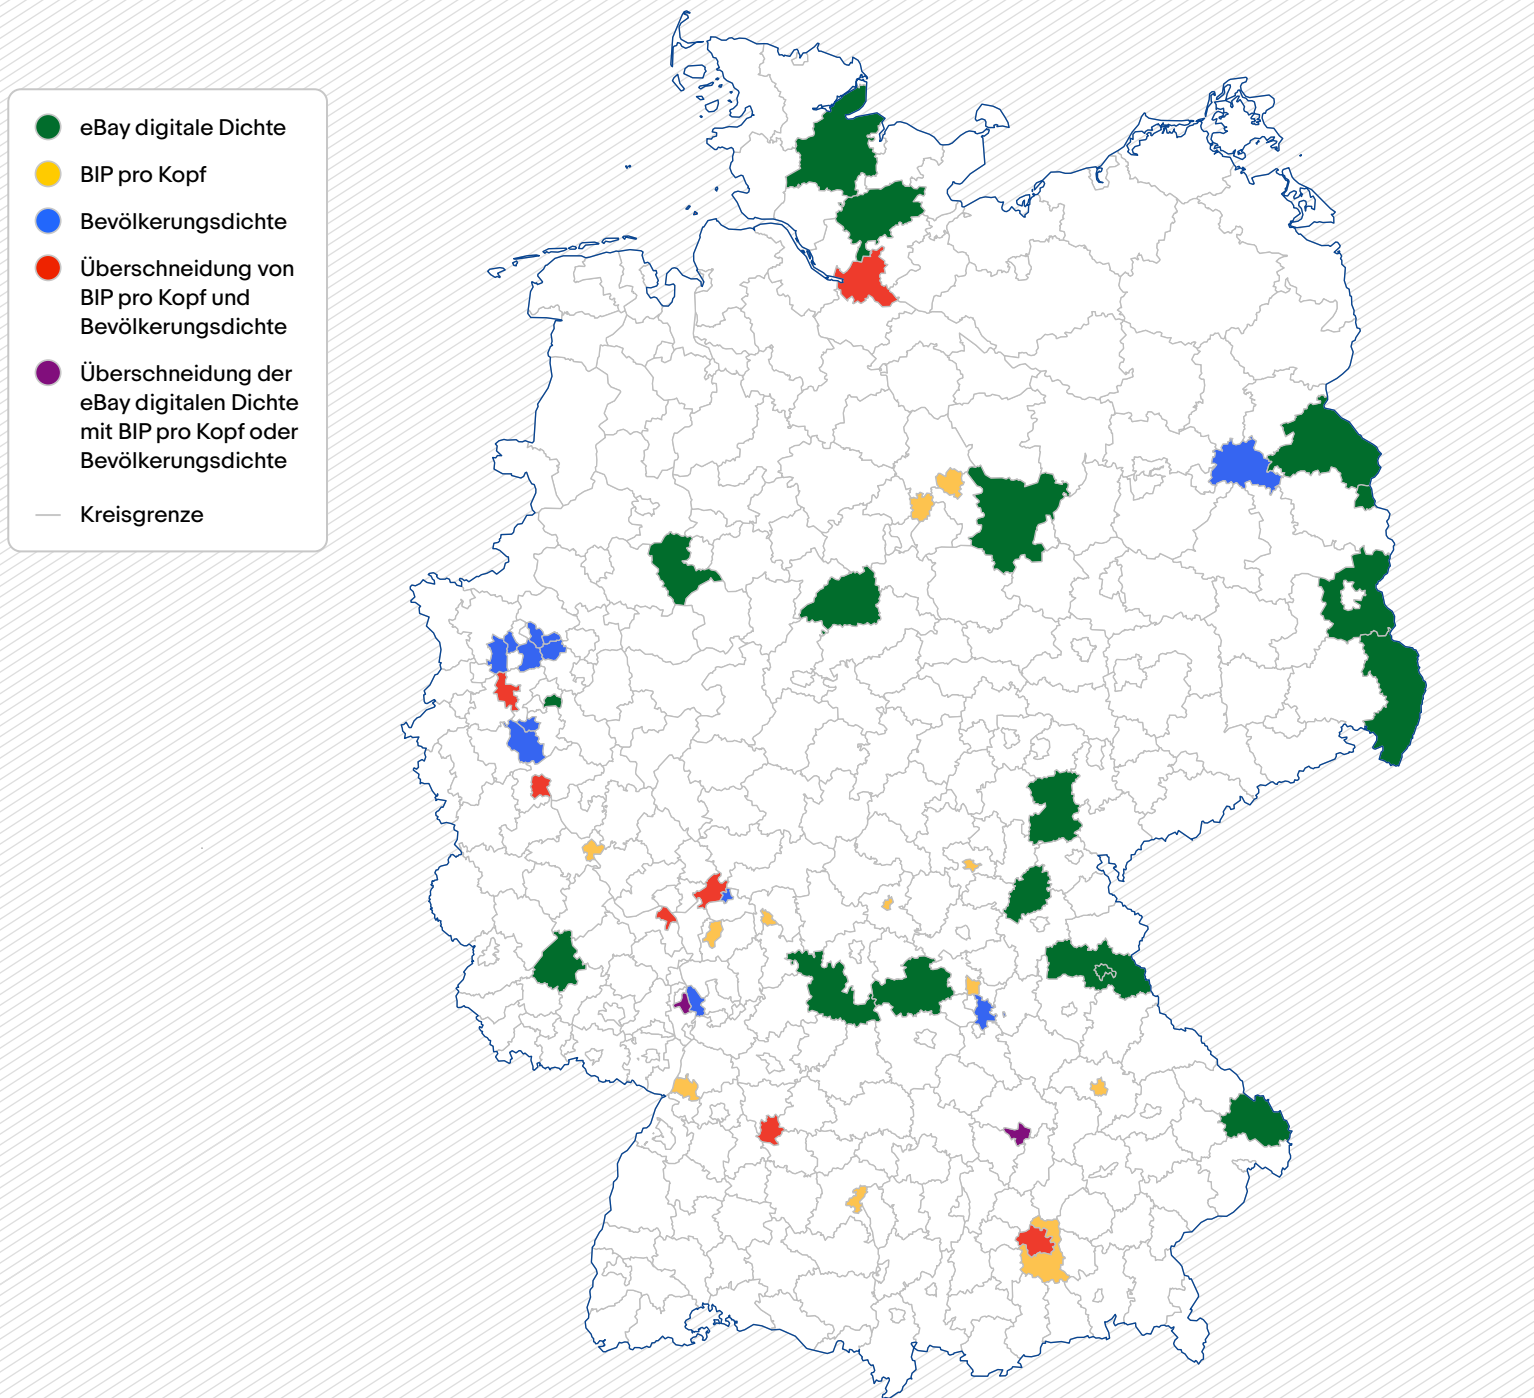 eBay digitale Dichte
BIP pro Kopf
Bevölkerungsdichte
Überschneidung von
BIP pro Kopf und
Bevölkerungsdichte
Überschneidung der
eBay digitalen Dichte
mit BIP pro Kopf oder
Bevölkerungsdichte
Kreisgrenze